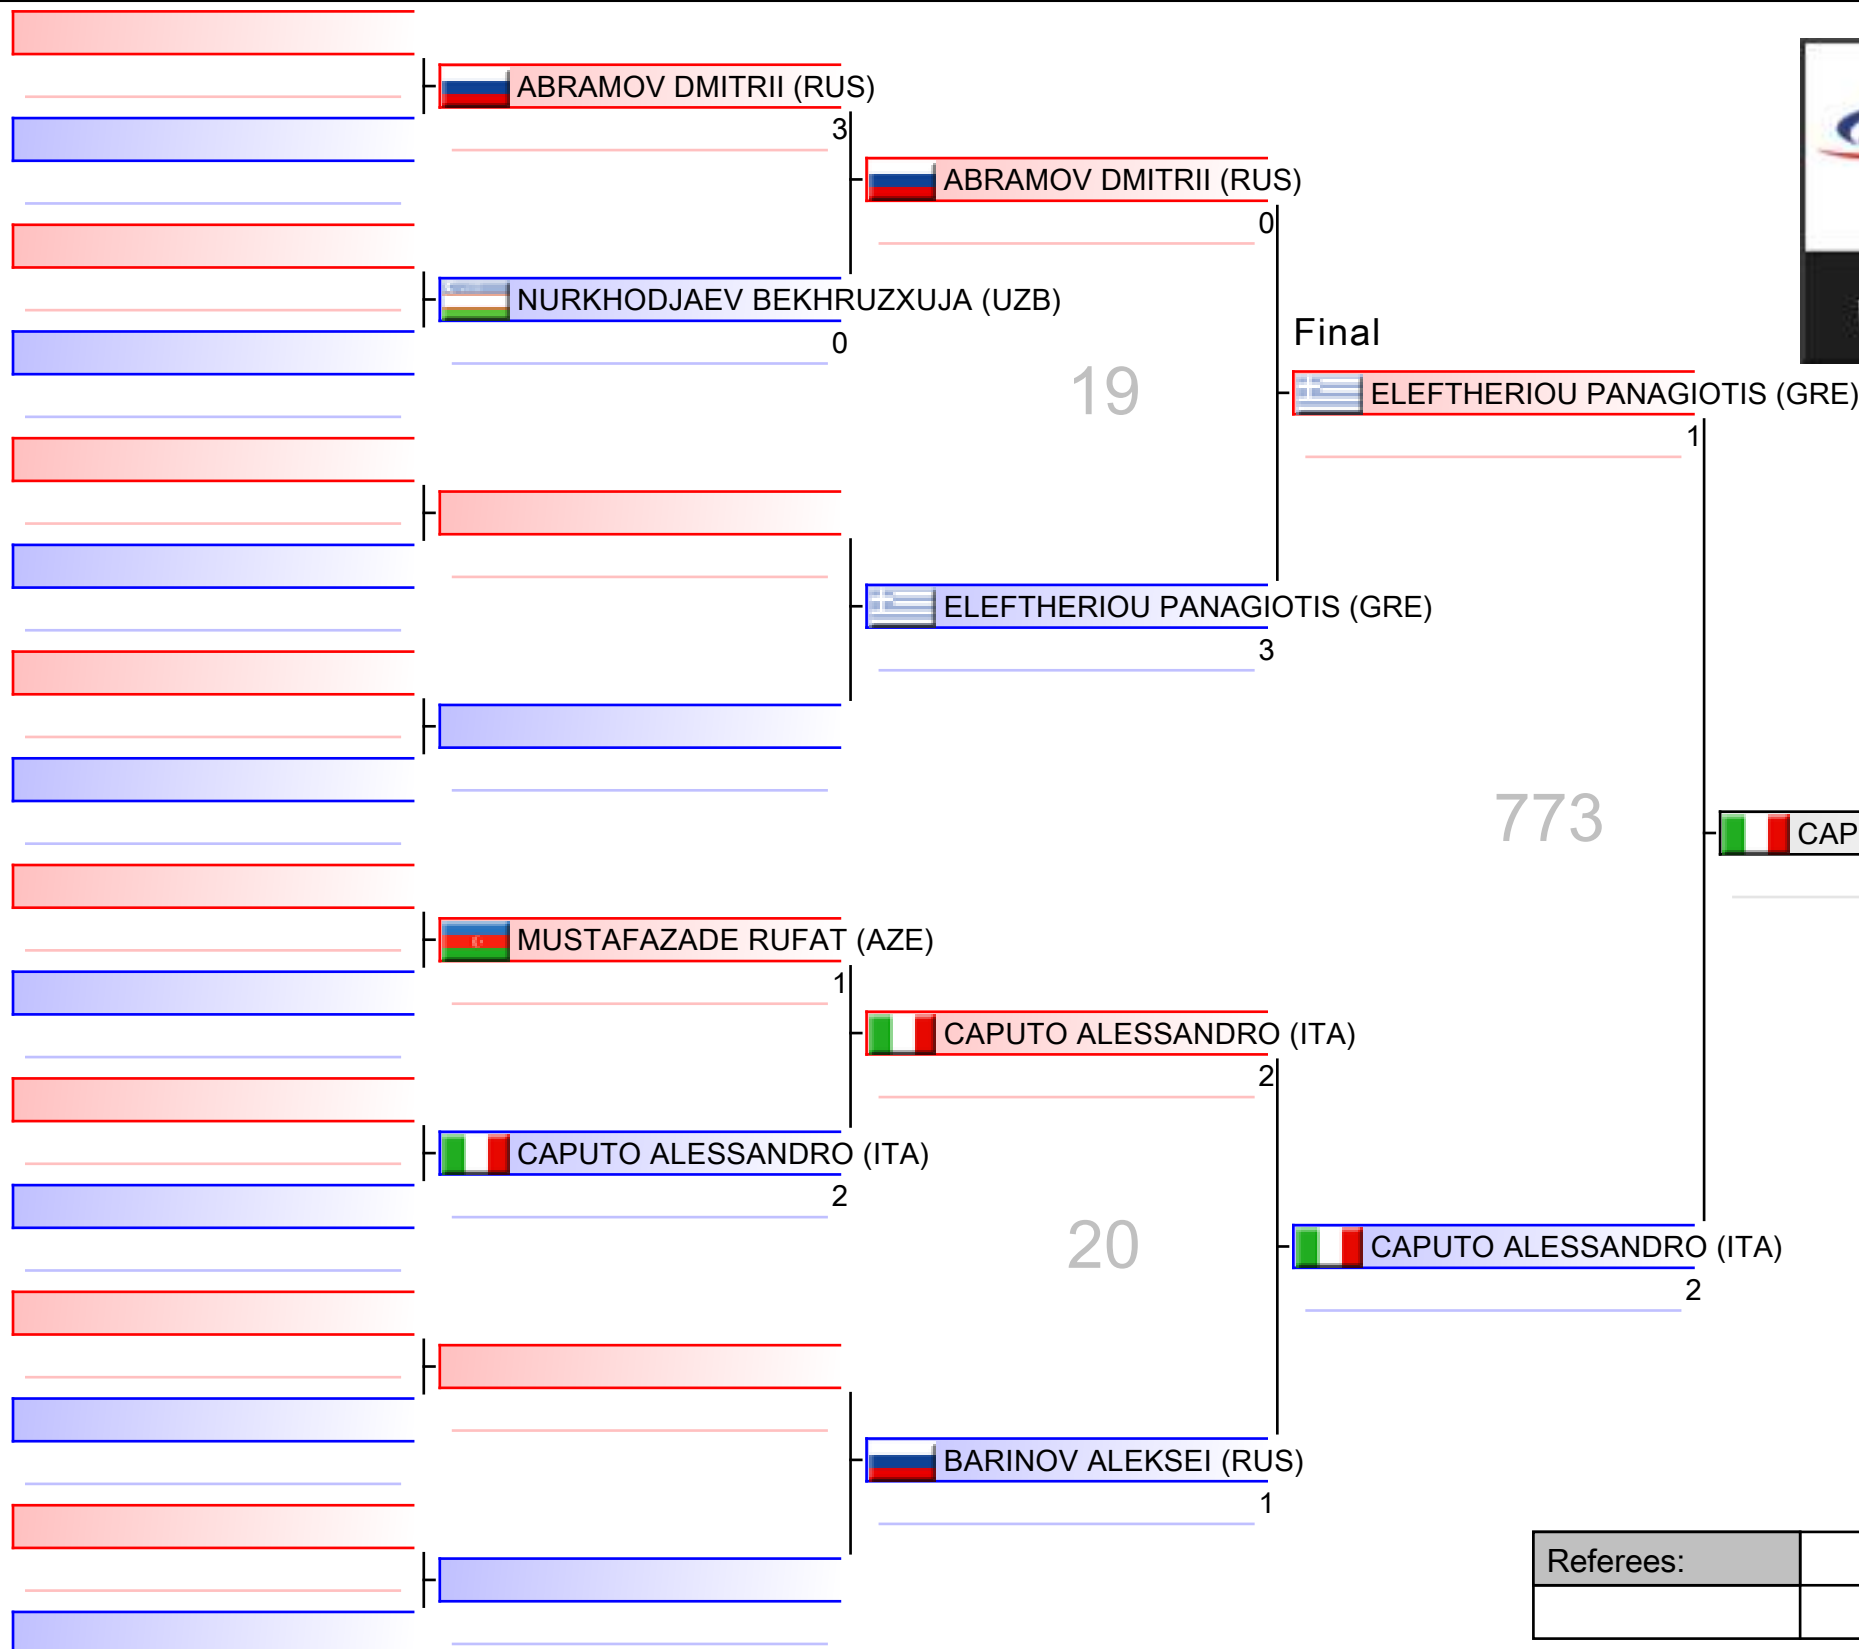 ABRAMOV DMITRII (RUS)
3
ABRAMOV DMITRII (RUS)
0
NURKHODJAEV BEKHRUZXUJA (UZB)
0
Final
19
ELEFTHERIOU PANAGIOTIS (GRE)
1
ELEFTHERIOU PANAGIOTIS (GRE)
3
773
CAP
MUSTAFAZADE RUFAT (AZE)
1
CAPUTO ALESSANDRO (ITA)
2
CAPUTO ALESSANDRO (ITA)
2
20
CAPUTO ALESSANDRO (ITA)
2
BARINOV ALEKSEI (RUS)
1
Referees: